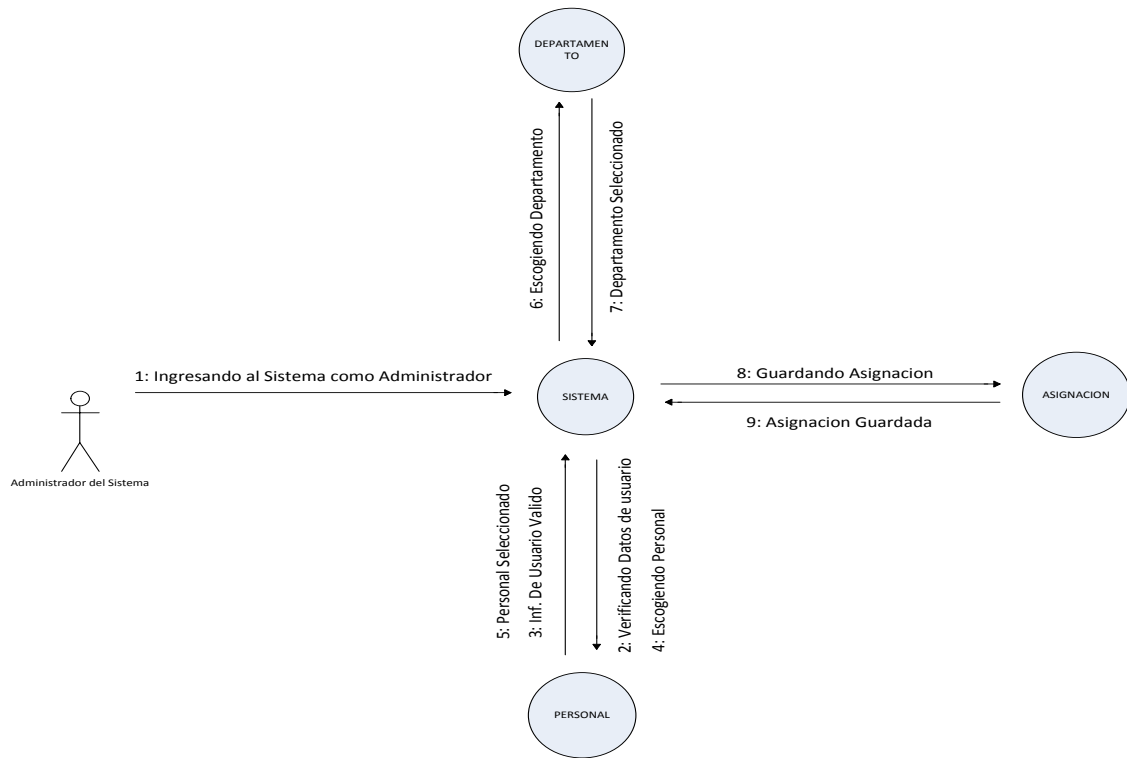 DEPARTAMEN
TO
6: Escogiendo Departamento
7: Departamento Seleccionado
1: Ingresando al Sistema como Administrador
SISTEMA
8: Guardando Asignacion
9: Asignacion Guardada
ASIGNACION
Administrador del Sistema
5: Personal Seleccionado
3: Inf. De Usuario Valido
2: Verificando Datos de usuario
4: Escogiendo Personal
PERSONAL